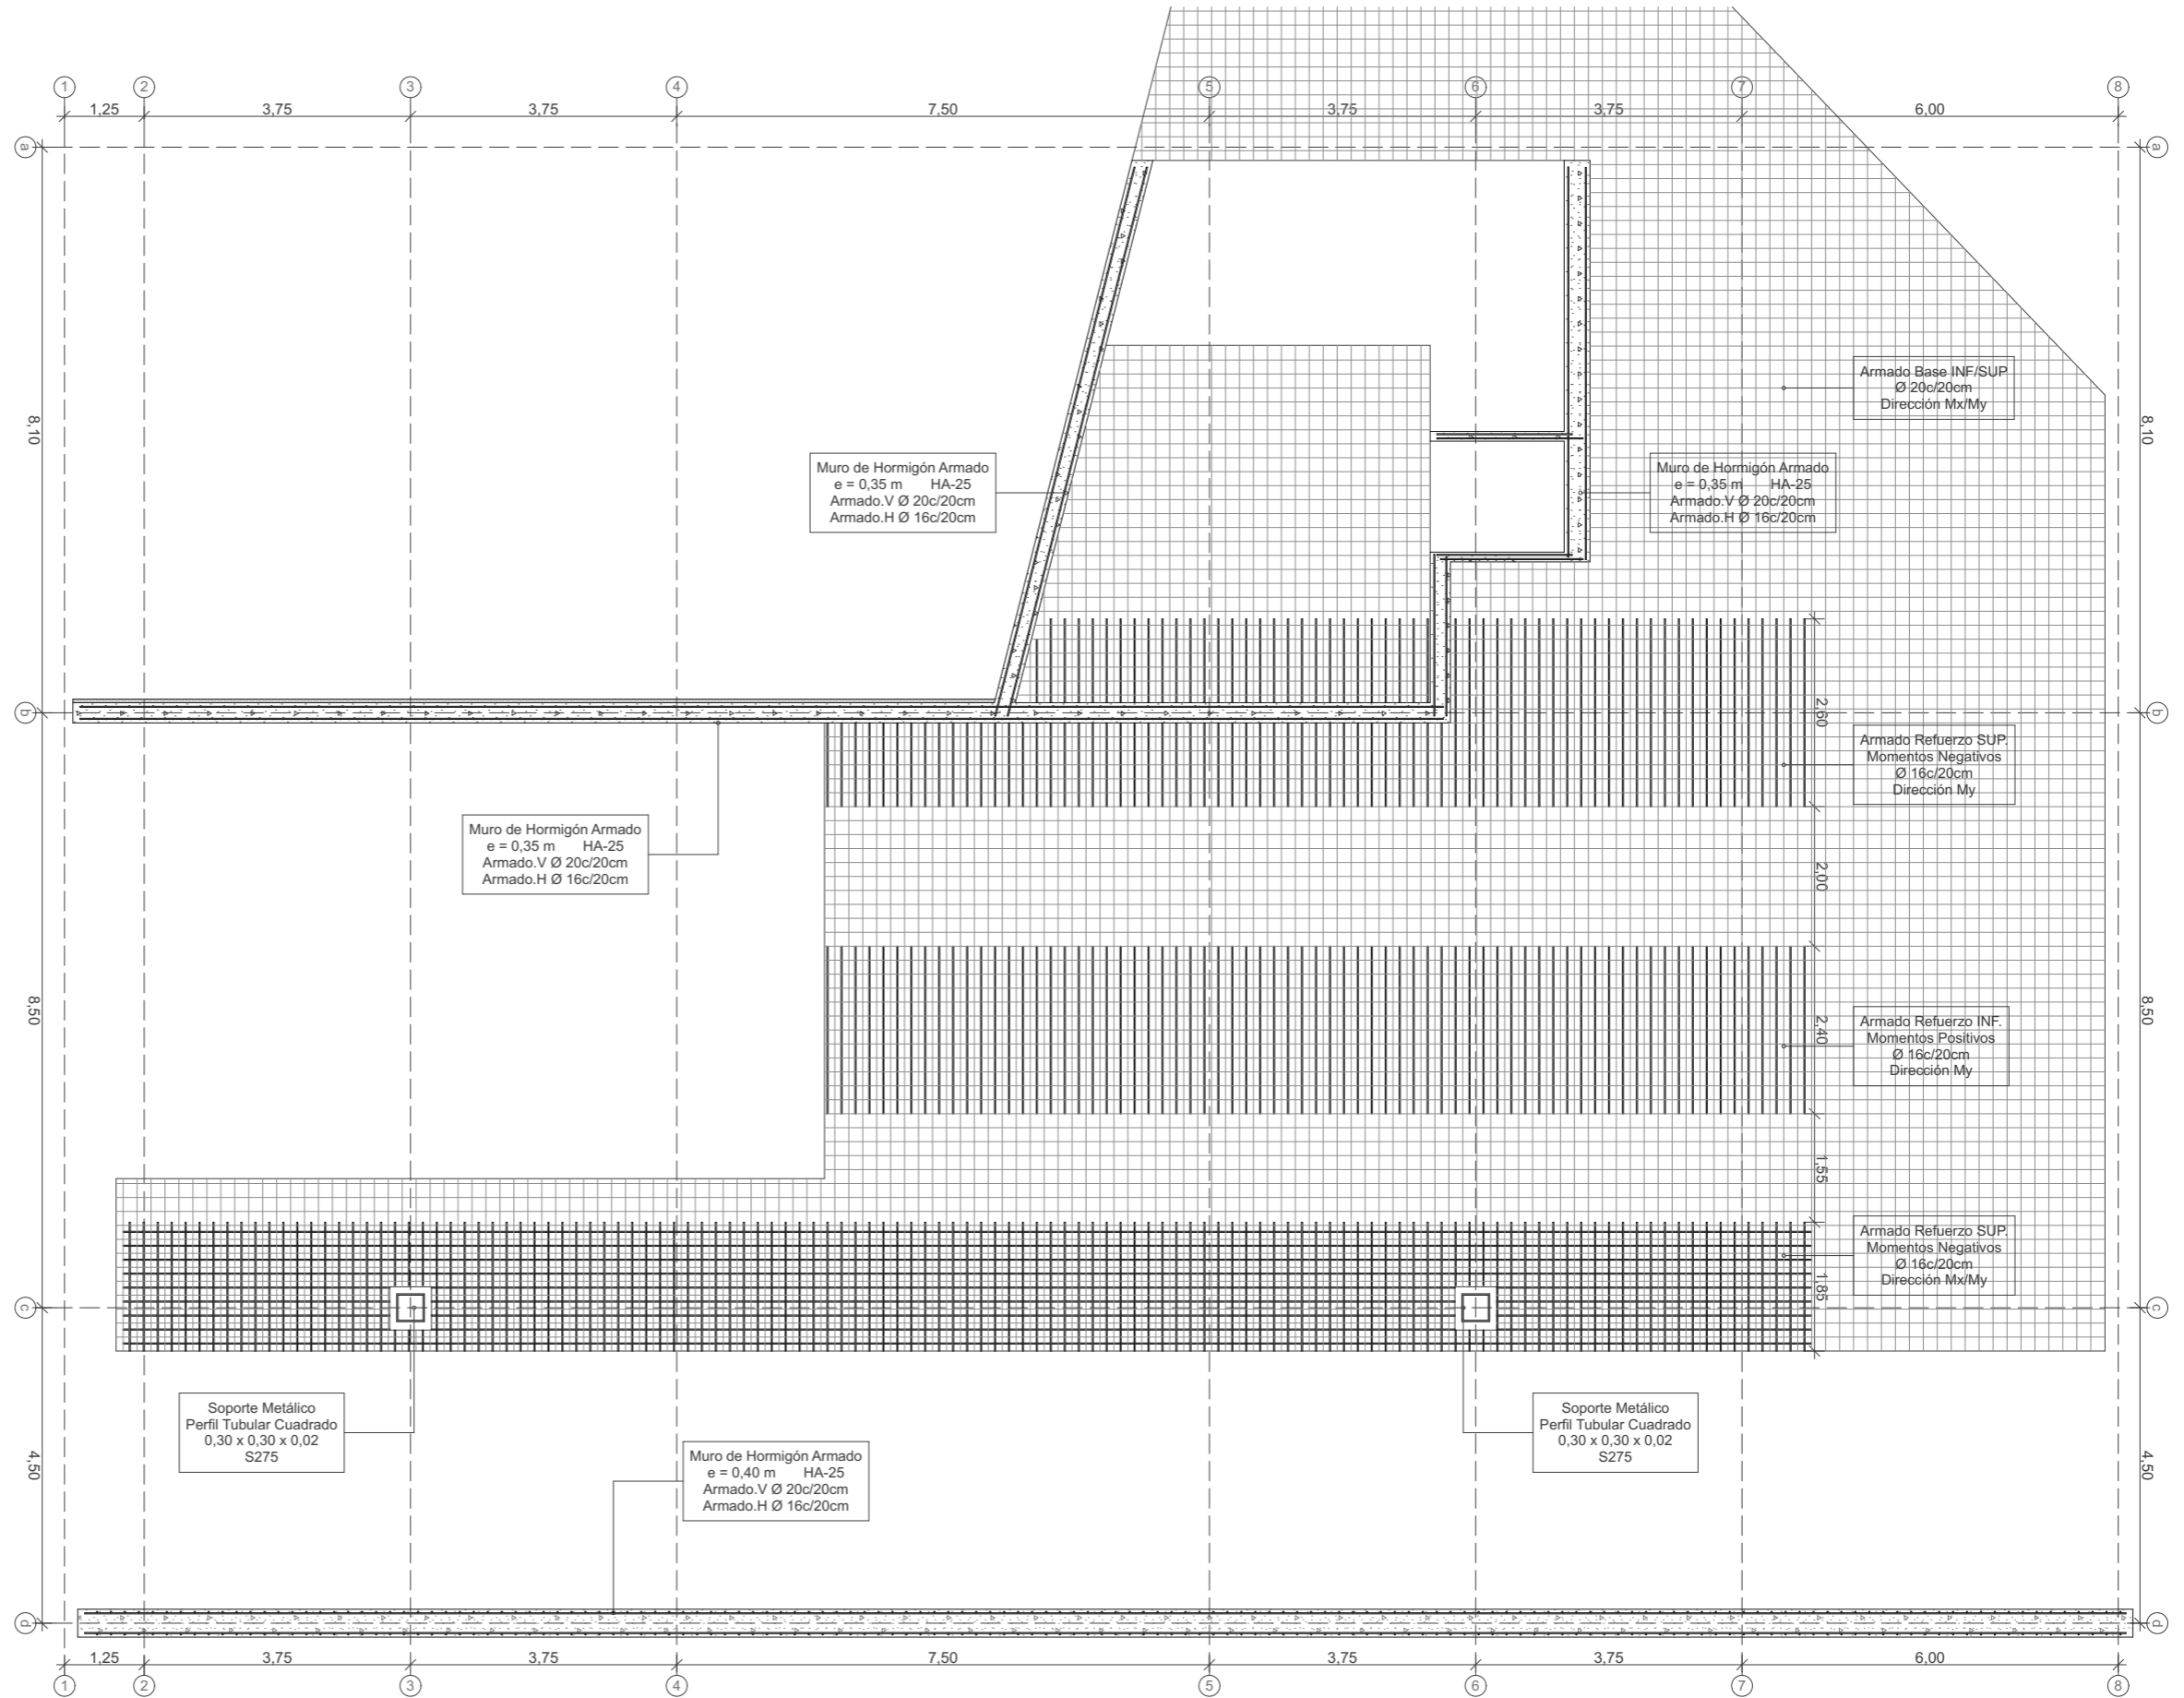 1 2 3 4 5 6 7 8
1,25 3,75 3,75 7,50 3,75 3,75 6,00
a a
8,10 8,10
Armado Base INF/SUP
Ø 20c/20cm
Dirección Mx/My
Muro de Hormigón Armado
e = 0,35 m HA-25
Armado.V Ø 20c/20cm
Armado.H Ø 16c/20cm
Muro de Hormigón Armado
e = 0,35 m HA-25
Armado.V Ø 20c/20cm
Armado.H Ø 16c/20cm
b b
2,60
Armado Refuerzo SUP.
Momentos Negativos
Ø 16c/20cm
Dirección My
Muro de Hormigón Armado
e = 0,35 m HA-25
Armado.V Ø 20c/20cm
Armado.H Ø 16c/20cm
2,00
8,50 8,50
2,40
Armado Refuerzo INF.
Momentos Positivos
Ø 16c/20cm
Dirección My
1,55
Armado Refuerzo SUP.
Momentos Negativos
Ø 16c/20cm
Dirección Mx/My
1,85
c c
Soporte Metálico
Perfil Tubular Cuadrado
0,30 x 0,30 x 0,02
S275
Soporte Metálico
Perfil Tubular Cuadrado
0,30 x 0,30 x 0,02
S275
Muro de Hormigón Armado
e = 0,40 m HA-25
Armado.V Ø 20c/20cm
Armado.H Ø 16c/20cm
4,50 4,50
d d
1,25 3,75 3,75 7,50 3,75 3,75 6,00
1 2 3 4 5 6 7 8